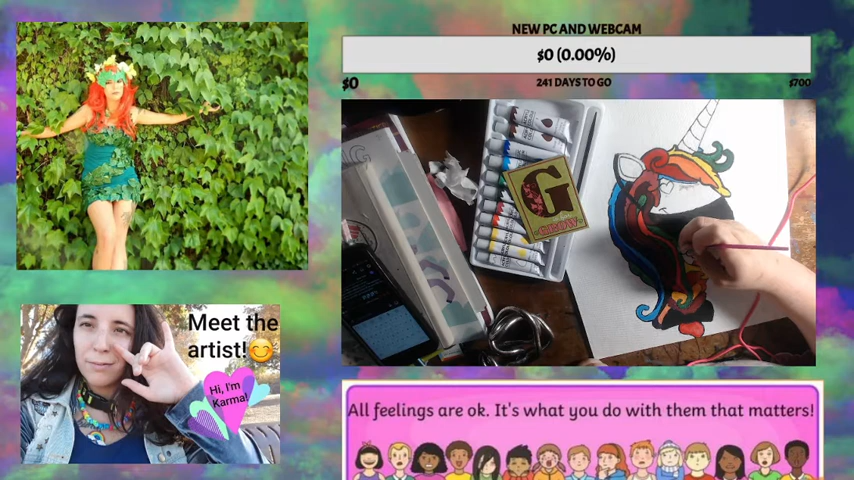 NEW PC AND WEBCAM
$0 (0.00%)
$0
241 DAYS TO GO
$700
G
GROW
Meet the
artist!😊
Hi, I'm
Karma!
All feelings are ok. It's what you do with them that matters!